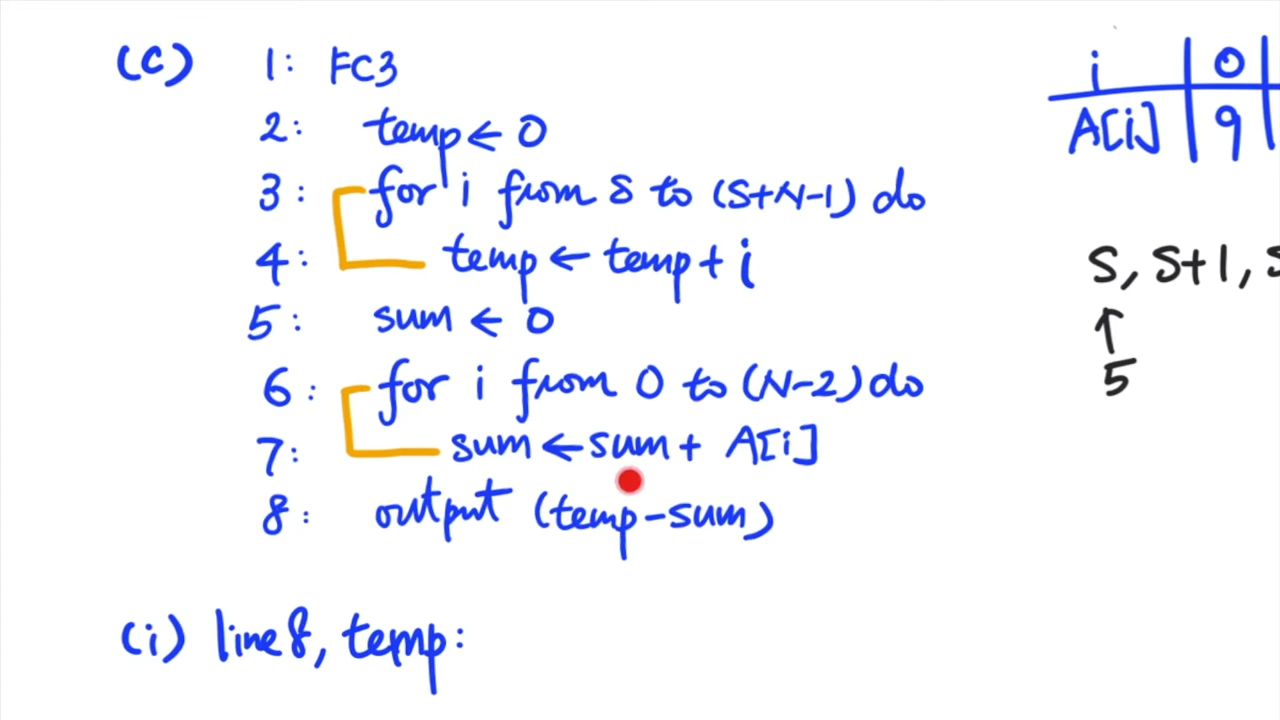 (c) 1: FC3
2: temp ← 0
3: for i from S to (S+N-1) do
4: temp ← temp + i
5: sum ← 0
6: for i from 0 to (N-2) do
7: sum ← sum + A[i]
8: output (temp-sum)
(i) line 8, temp:
i 0
A[i] 9
S, S+1,
↑
5